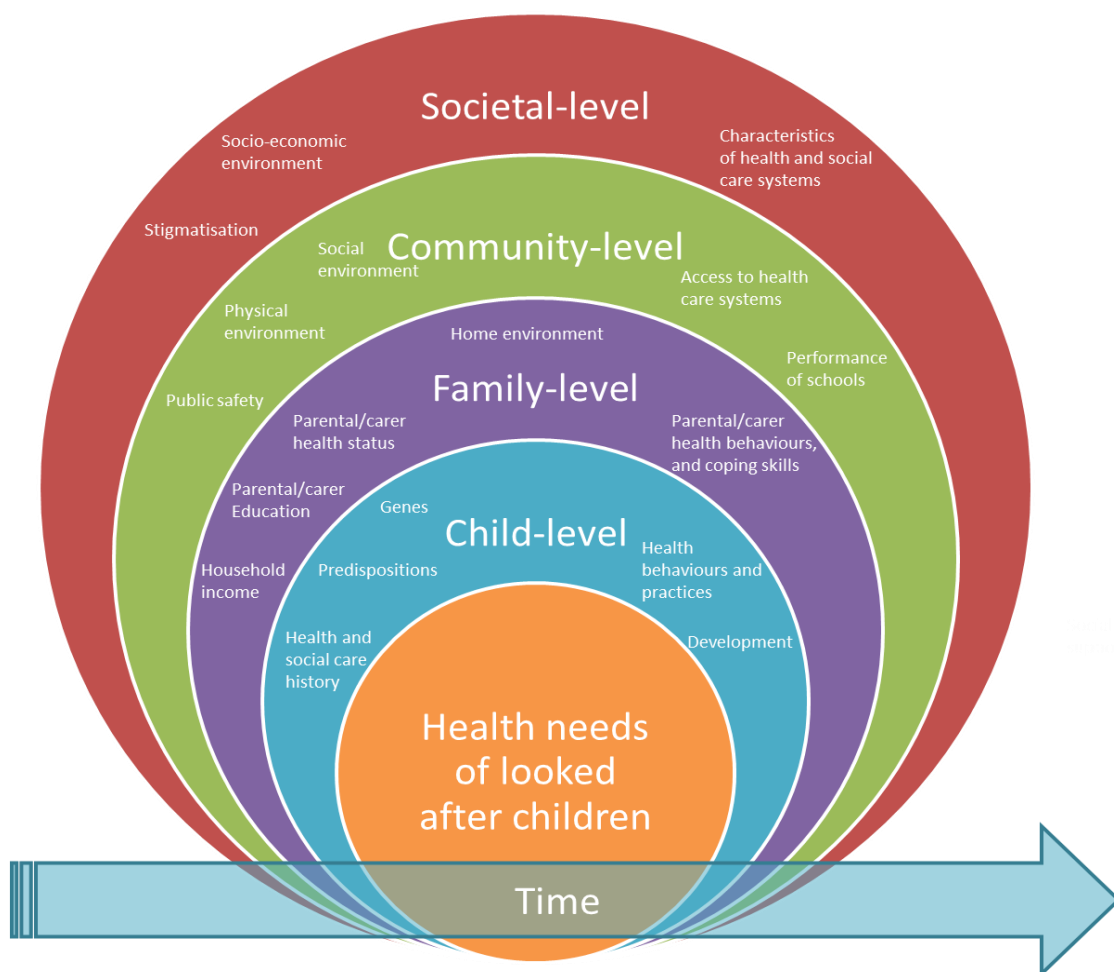 Societal-level
Socio-economic
environment
Characteristics
of health and social
care systems
Stigmatisation
Community-level
Social
environment
Access to health
care systems
Physical
environment
Performance
of schools
Public safety
Home environment
Family-level
Parental/carer
health status
Parental/carer
health behaviours,
and coping skills
Parental/carer
Education
Household
income
Genes
Child-level
Predispositions
Health
behaviours and
practices
Health and
social care
history
Development
Health needs
of looked
after children
Time